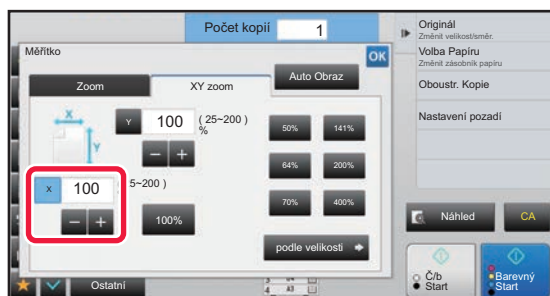 Počet kopií 1
Měřítko
OK
Zoom
XY zoom
Auto Obraz
X
Y
Y 100 ( 25~200 )
%
50% 141%
64% 200%
70% 400%
X 100 5~200 )
100%
podle velikosti
Ostatní
A3
Originál
Změnit velikost/směr.
Volba Papíru
Změnit zásobník papíru
Oboustr. Kopie
Nastavení pozadí
Náhled
CA
Č/b
Start
Barevný
Start